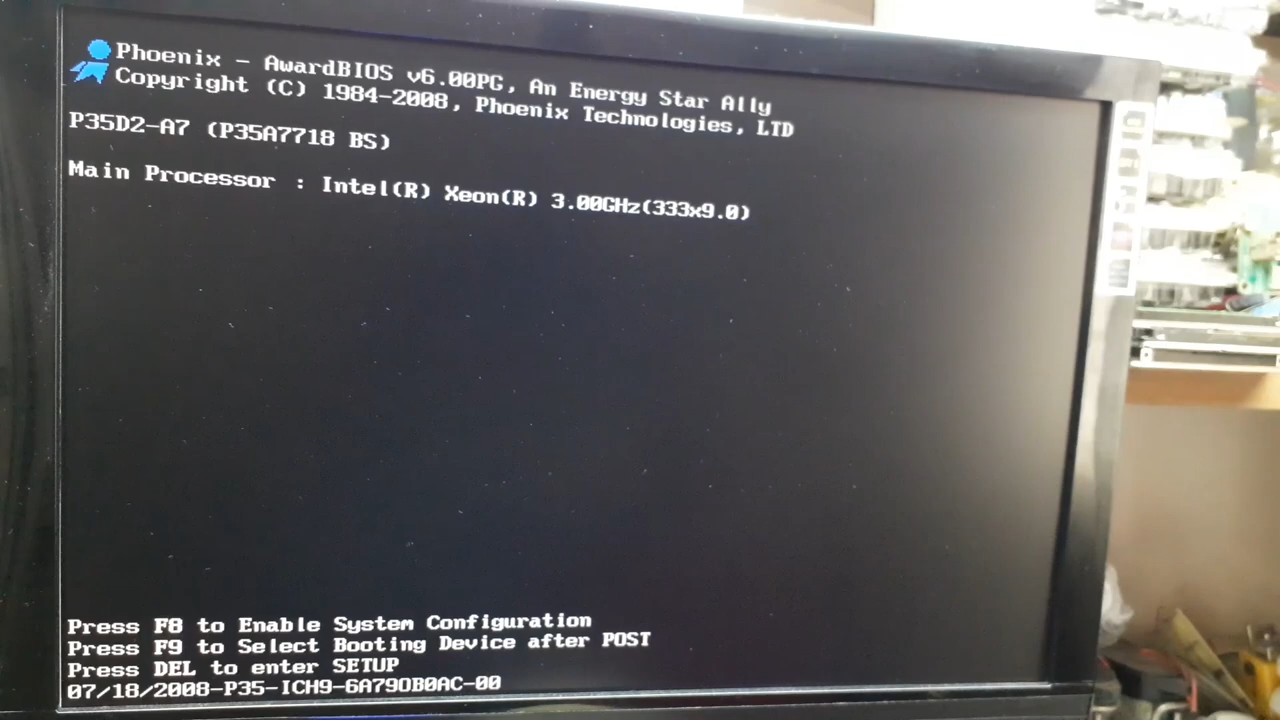 Phoenix - AwardBIOS v6.00PG, An Energy Star Ally
Copyright (C) 1984-2008, Phoenix Technologies, LTD
P35D2-A7 (P35A7718 BS)
Main Processor : Intel(R) Xeon(R) 3.00GHz(333x9.0)
Press F8 to Enable System Configuration
Press F9 to Select Booting Device after POST
Press DEL to enter SETUP
07/18/2008-P35-ICH9-6A79OB0AC-00